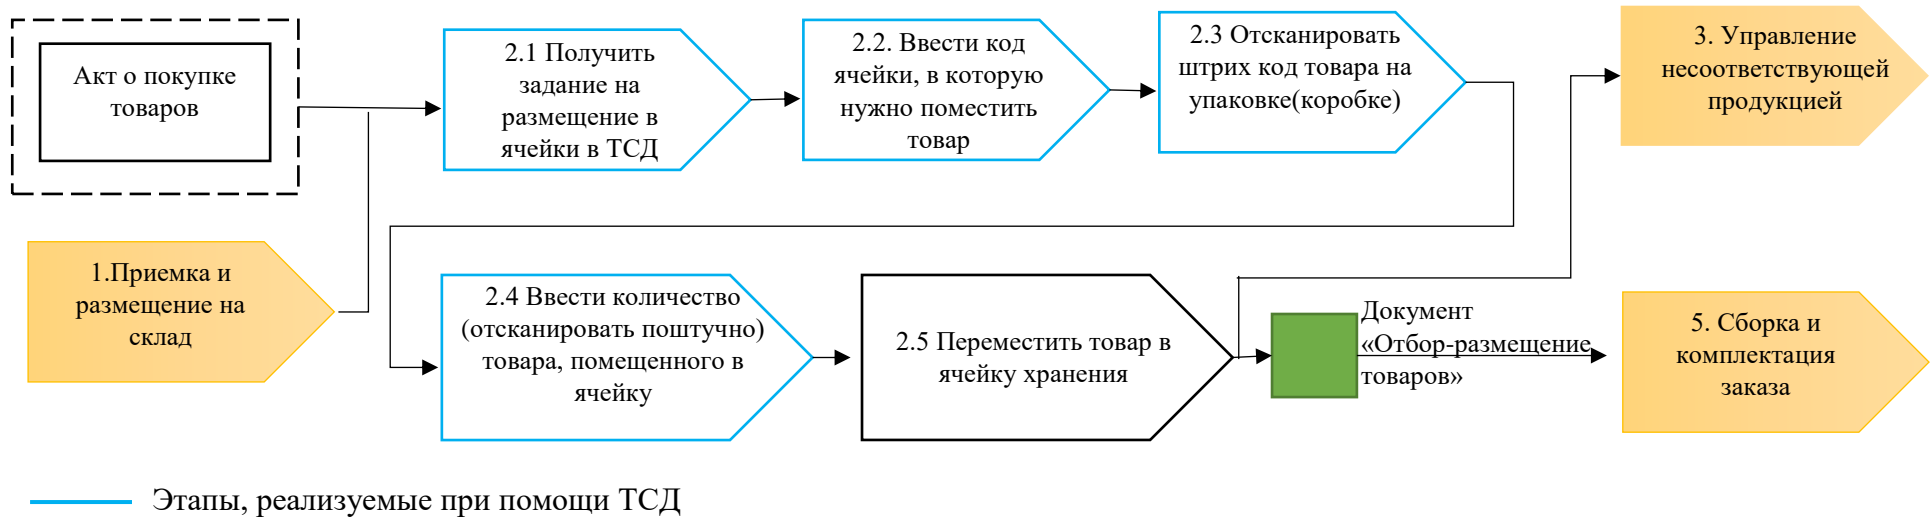 Акт о покупке
товаров
2.1 Получить
задание на
размещение в
ячейки в ТСД
2.2. Ввести код
ячейки, в которую
нужно поместить
товар
2.3 Отсканировать
штрих код товара на
упаковке(коробке)
3. Управление
несоответствующей
продукцией
1.Приемка и
размещение на
склад
2.4 Ввести количество
(отсканировать поштучно)
товара, помещенного в
ячейку
2.5 Переместить товар в
ячейку хранения
Документ
«Отбор-размещение
товаров»
5. Сборка и
комплектация
заказа
Этапы, реализуемые при помощи ТСД